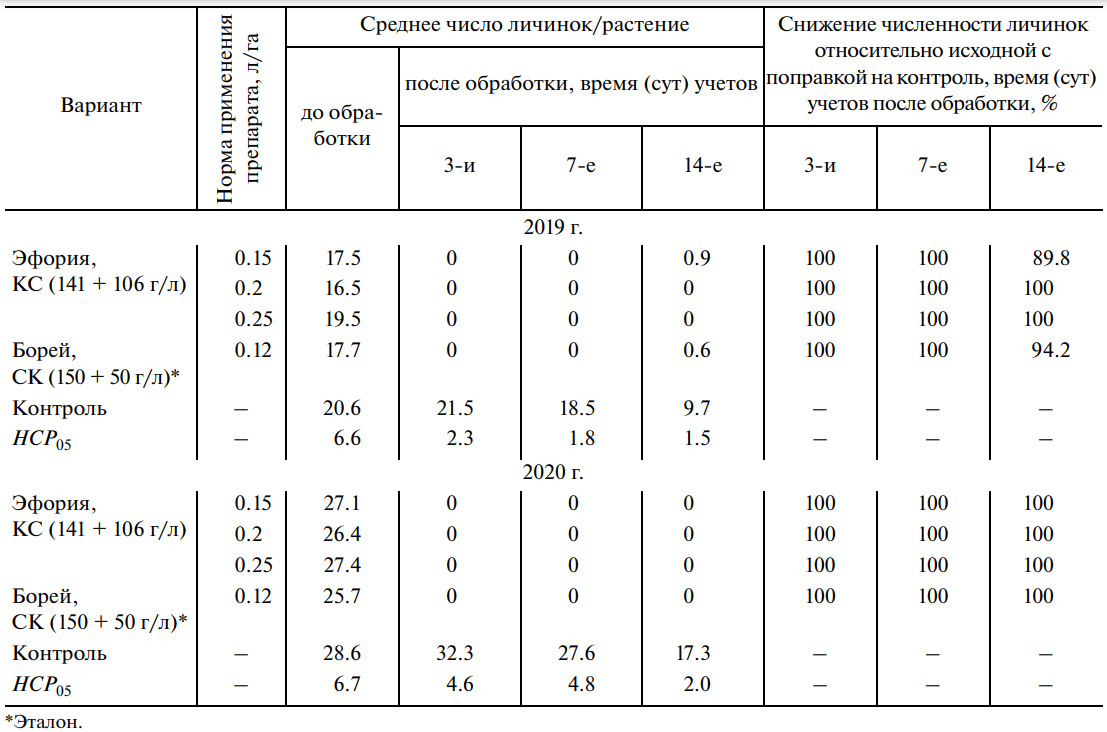 Вариант
Норма применения
препарата, л/га
Среднее число личинок/растение
Снижение численности личинок
относительно исходной с
поправкой на контроль, время (сут)
учетов после обработки, %
до обра-
ботки
после обработки, время (сут) учетов
3-и 7-е 14-е 3-и 7-е 14-е
2019 г.
Эфория, 0.15 17.5 0 0 0.9 100 100 89.8
КС (141 + 106 г/л) 0.2 16.5 0 0 0 100 100 100
0.25 19.5 0 0 0 100 100 100
Борей, 0.12 17.7 0 0 0.6 100 100 94.2
СК (150 + 50 г/л)*
Контроль – 20.6 21.5 18.5 9.7 – – –
НСР05 – 6.6 2.3 1.8 1.5 – – –
2020 г.
Эфория, 0.15 27.1 0 0 0 100 100 100
КС (141 + 106 г/л) 0.2 26.4 0 0 0 100 100 100
0.25 27.4 0 0 0 100 100 100
Борей, 0.12 25.7 0 0 0 100 100 100
СК (150 + 50 г/л)*
Контроль – 28.6 32.3 27.6 17.3 – – –
НСР05 – 6.7 4.6 4.8 2.0 – – –
*Эталон.